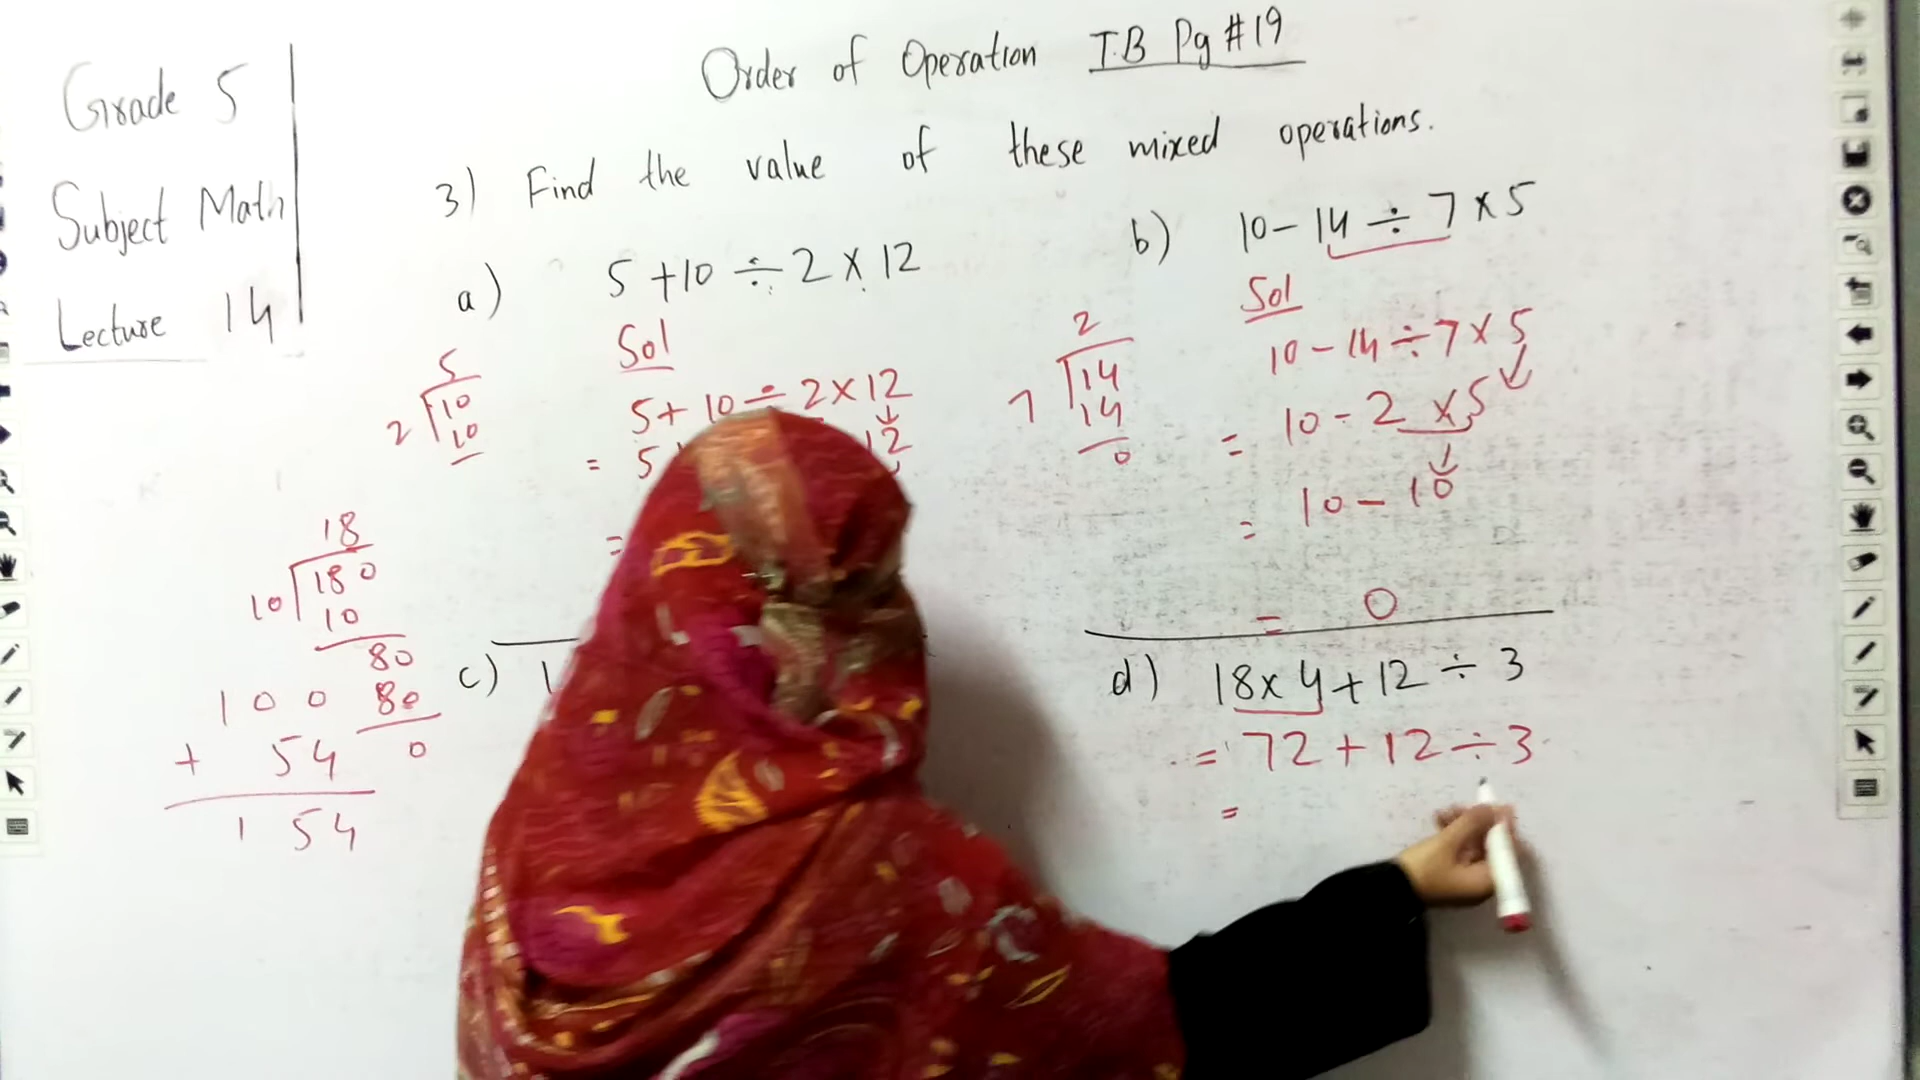 Grade 5
Subject Math
Lecture 14
Order of Operation T.B Pg #19
3) Find the value of these mixed operations.
a) 5 + 10 ÷ 2 × 12
Sol
5 + 10 ÷ 2 × 12
= 5 12
=
5
2 10
10
18
10 180
10
80
80
0
100
+ 54
154
b) 10 - 14 ÷ 7 × 5
Sol
10 - 14 ÷ 7 × 5
= 10 - 2 × 5
= 10 - 10
= 0
2
7 14
14
0
c) 1
d) 18 × 4 + 12 ÷ 3
= 72 + 12 ÷ 3
=